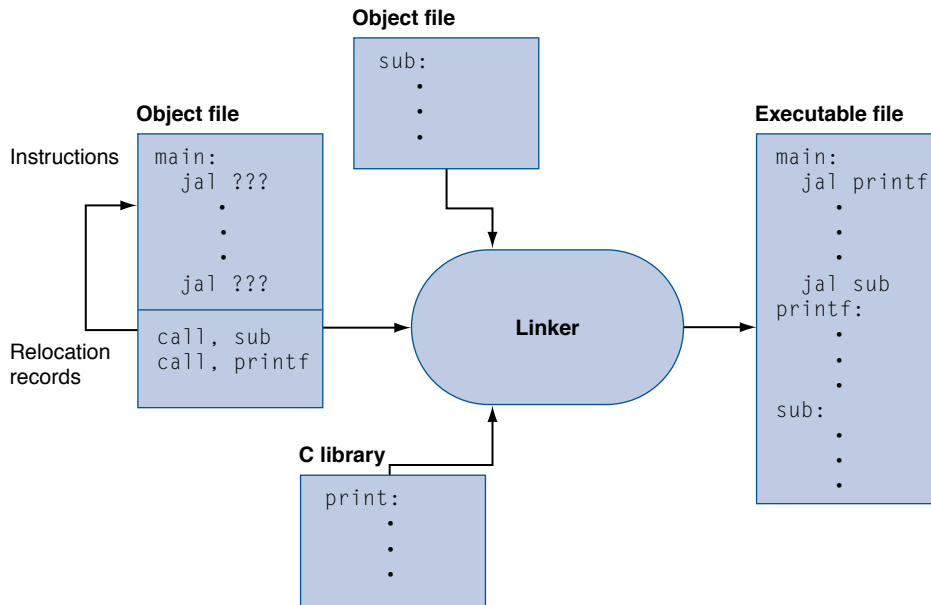 Object file
sub:
.
.
.
Object file
Instructions
main:
jal ???
.
.
.
jal ???
Relocation
records
call, sub
call, printf
Linker
C library
print:
.
.
.
Executable file
main:
jal printf
.
.
.
jal sub
printf:
.
.
.
sub:
.
.
.